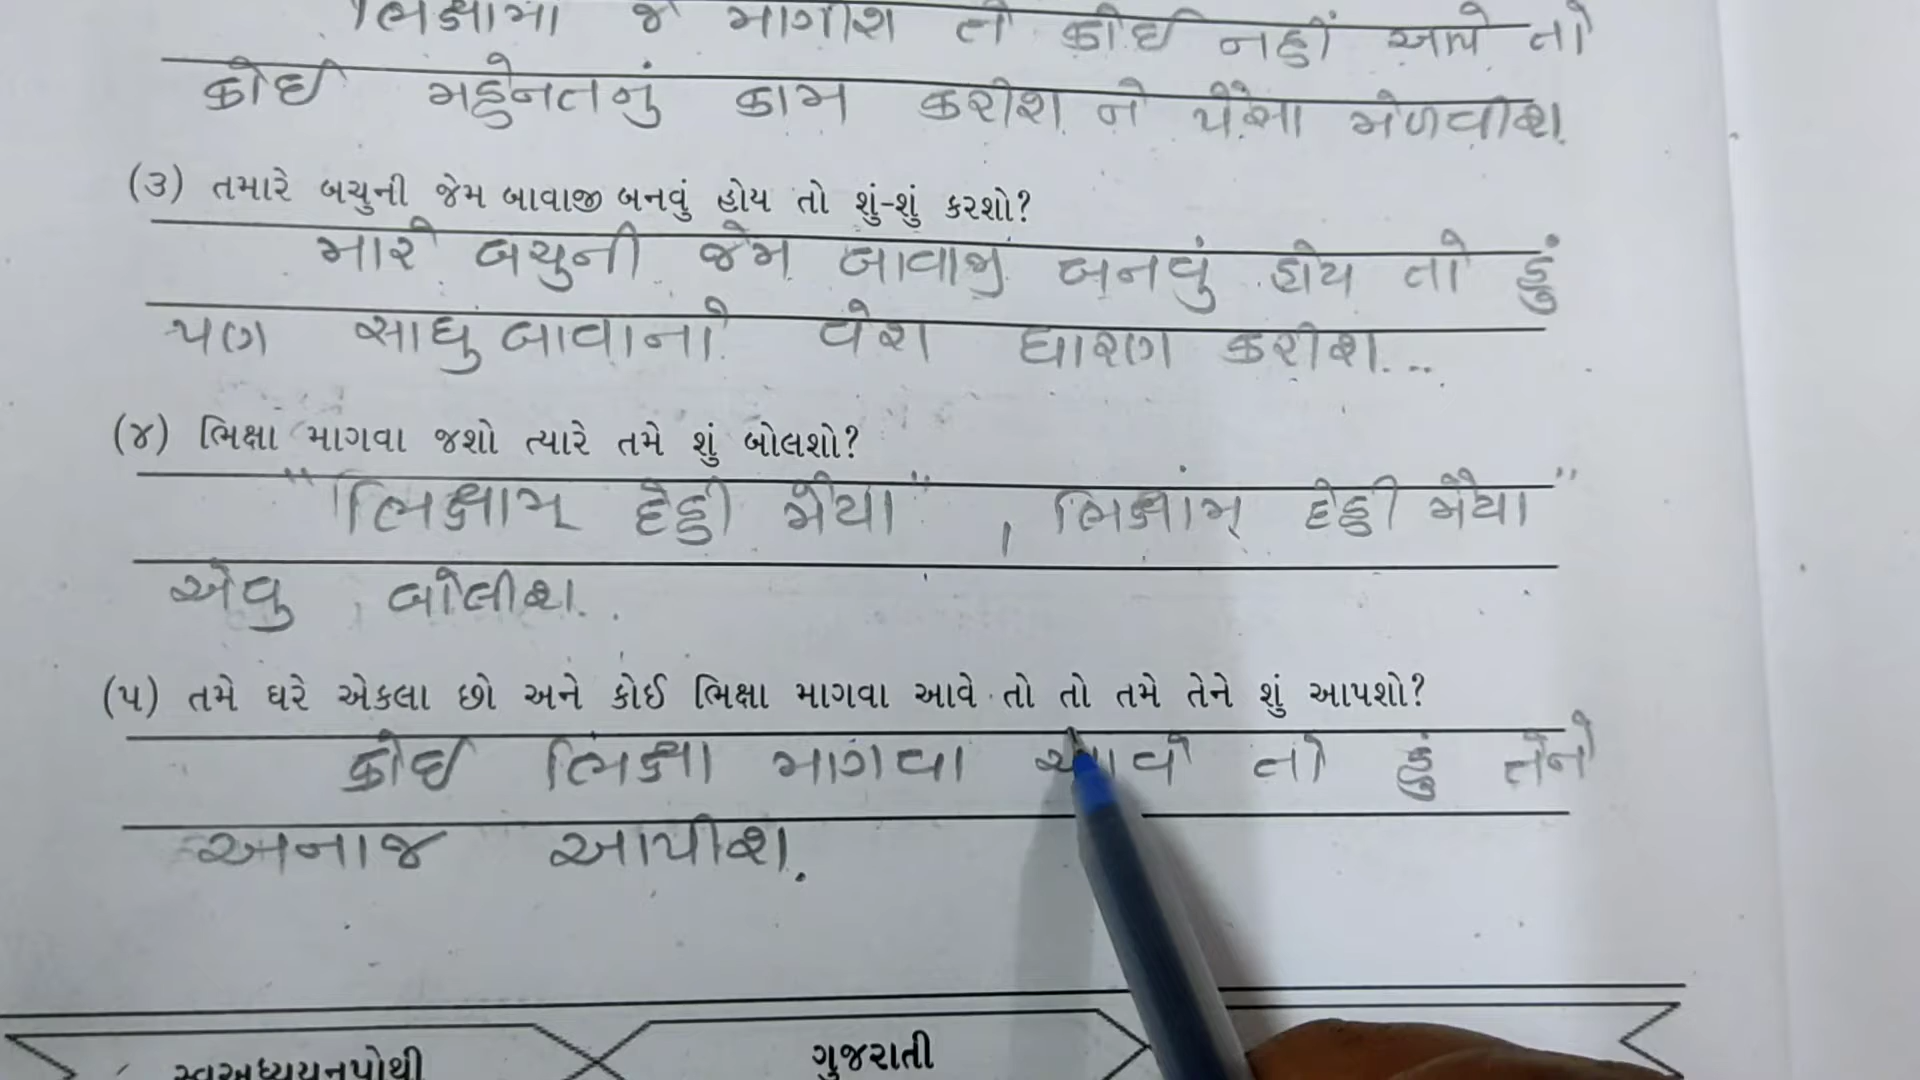 ભિક્ષામાં જે માગીશ તે કોઈ નહીં આપે તો
કોઈ મહેનતનું કામ કરીશ ને પૈસા મેળવીશ.
(૩) તમારે બચુની જેમ બાવાજી બનવું હોય તો શું-શું કરશો?
મારે બચુની જેમ બાવાજી બનવું હોય તો હું
પણ સાધુ બાવાનો વેશ ધારણ કરીશ...
(૪) ભિક્ષા માગવા જશો ત્યારે તમે શું બોલશો?
"ભિક્ષામ્ દેહી મૈયા", ભિક્ષાંમ્ દેહી મૈયા"
એવુ બોલીશ.
(૫) તમે ઘરે એકલા છો અને કોઈ ભિક્ષા માગવા આવે તો તો તમે તેને શું આપશો?
કોઈ ભિક્ષા માગવા આવે તો હું તેને
અનાજ આપીશ.
સ્વઅધ્યયનપોથી ગુજરાતી